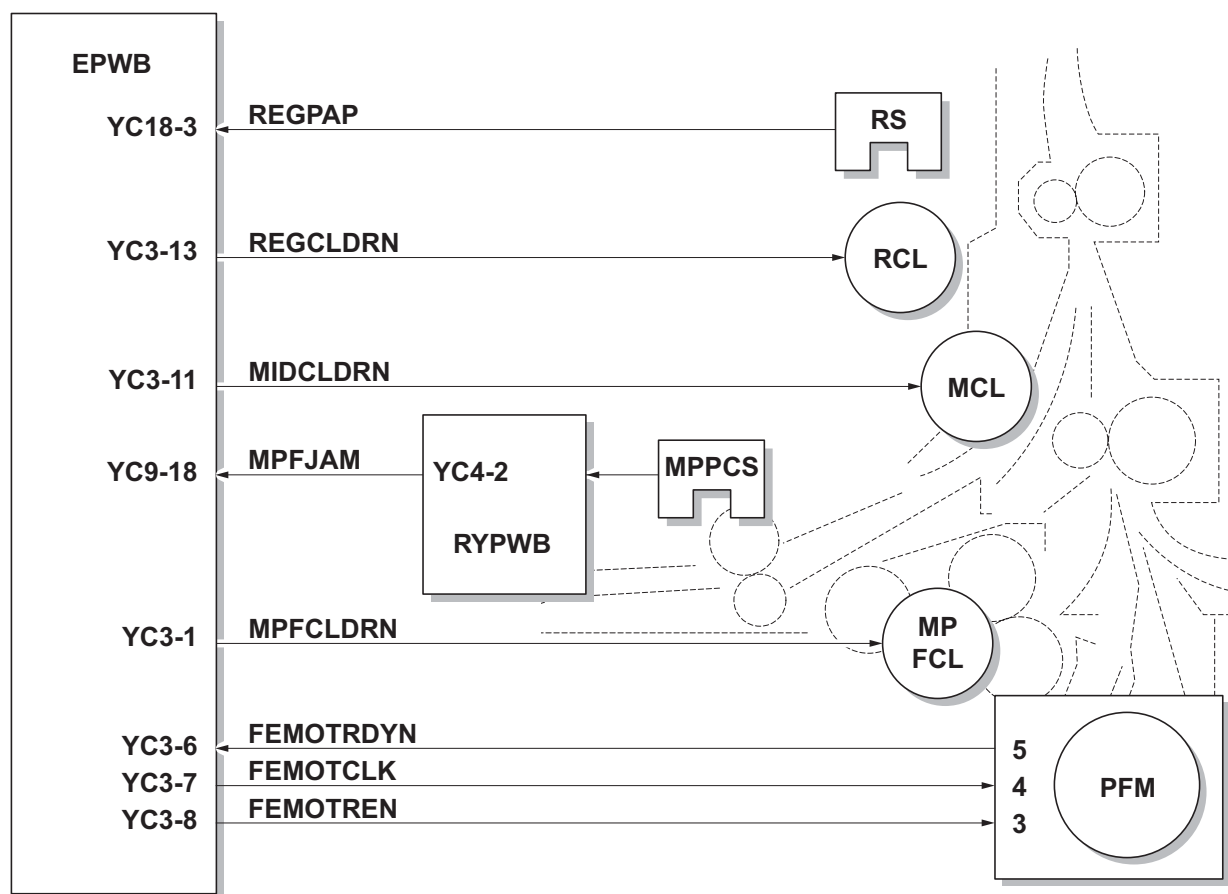 EPWB
YC18-3 REGPAP RS
YC3-13 REGCLDRN RCL
YC3-11 MIDCLDRN MCL
YC9-18 MPFJAM YC4-2 MPPCS
RYPWB
YC3-1 MPFCLDRN MP
FCL
YC3-6 FEMOTRDYN 5
YC3-7 FEMOTCLK 4 PFM
YC3-8 FEMOTREN 3